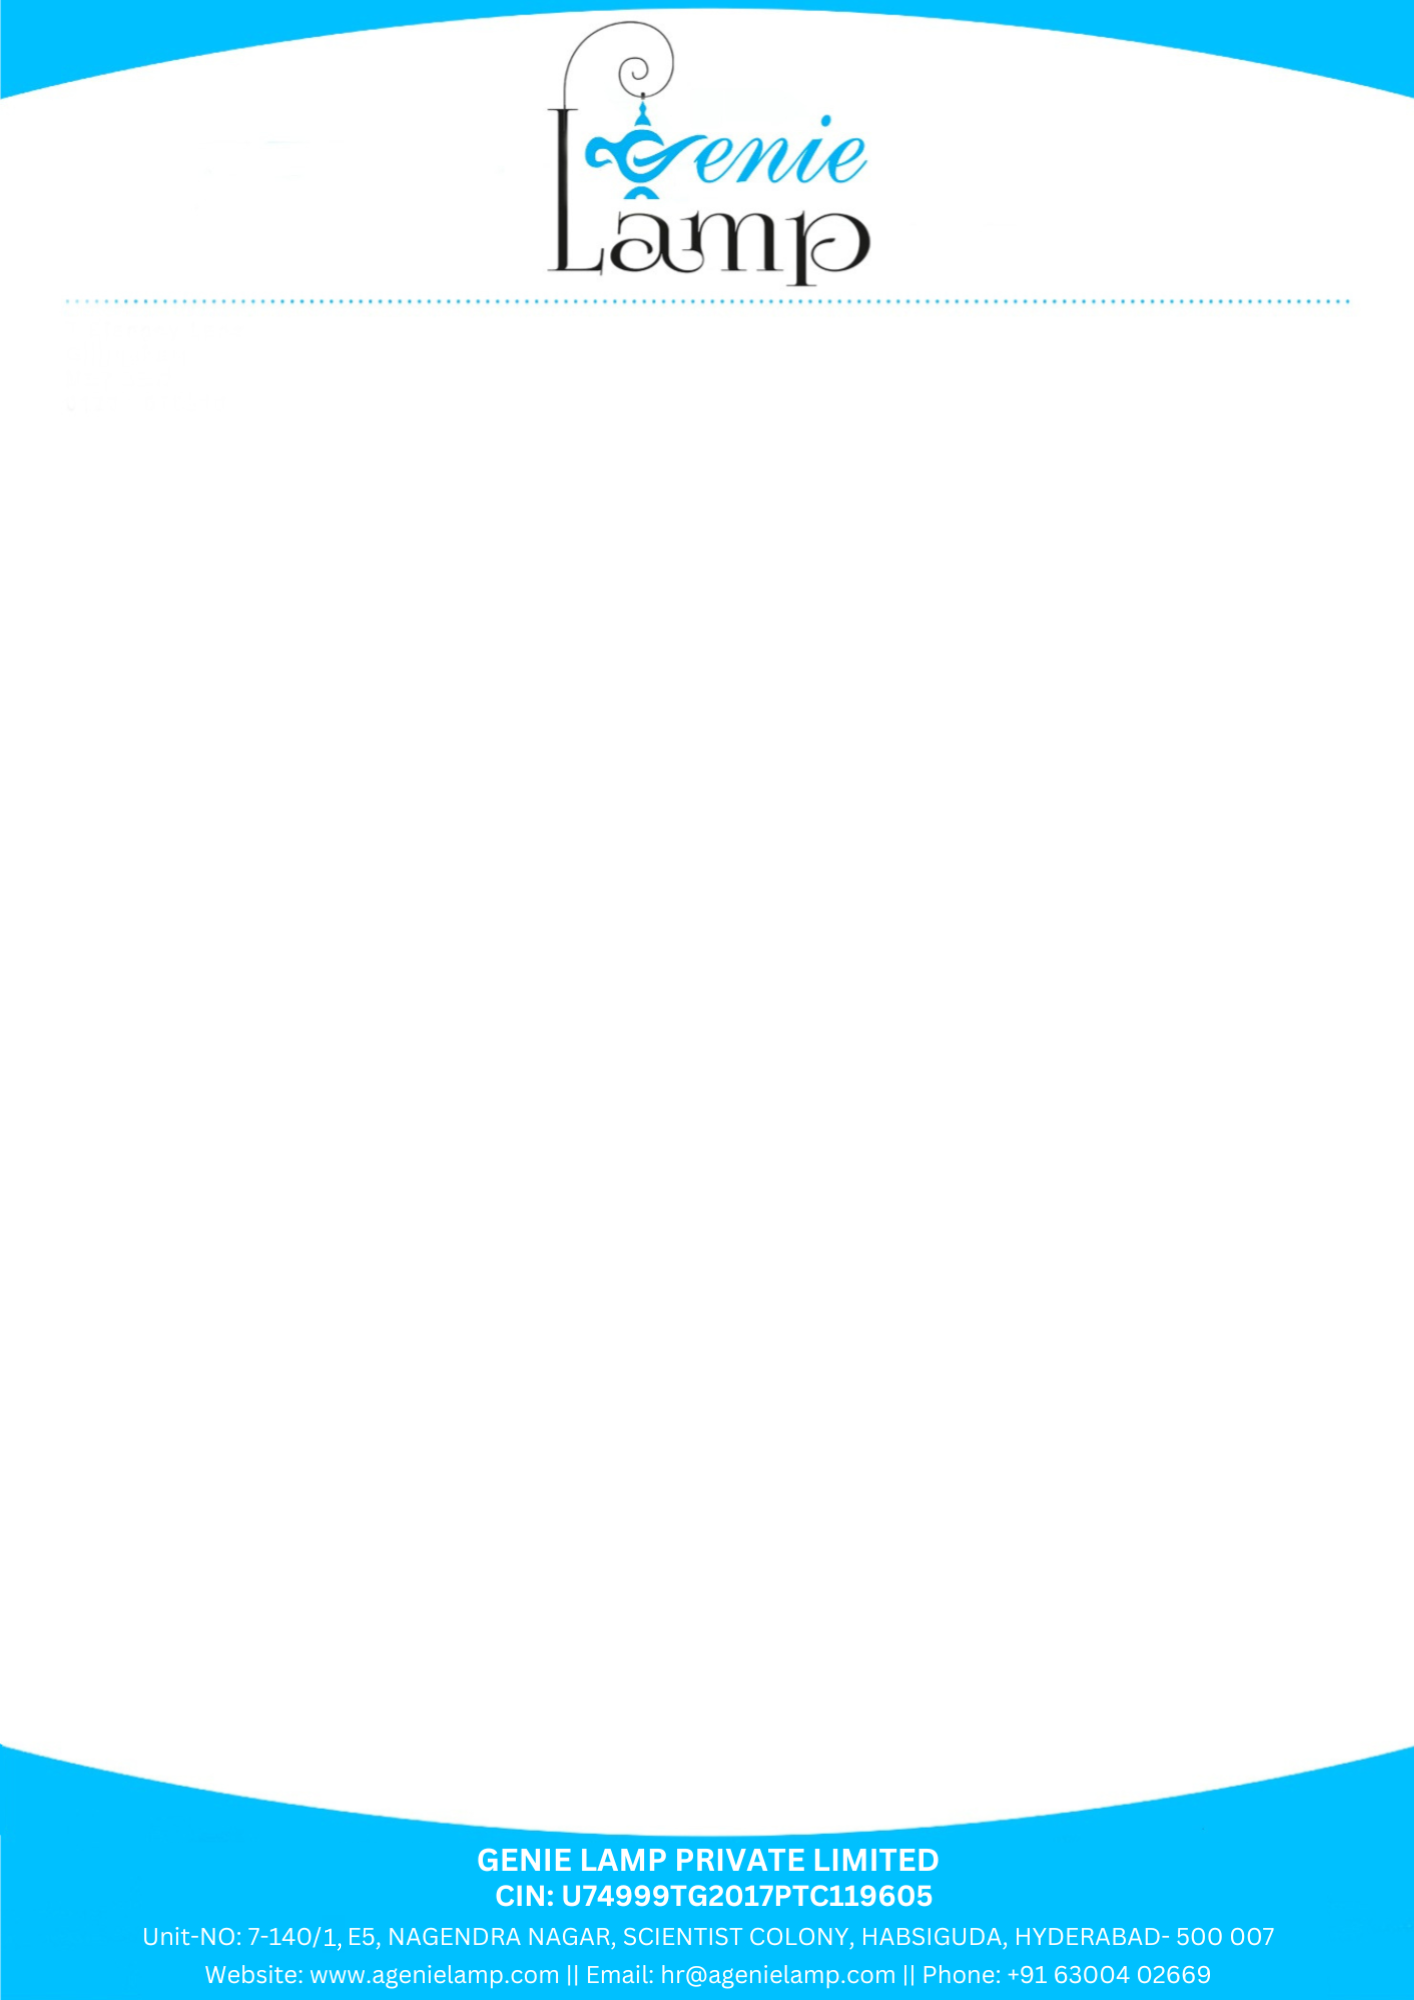 Genie
Lamp
GENIE LAMP PRIVATE LIMITED
CIN: U74999TG2017PTC119605
Unit-NO: 7-140/1, E5, NAGENDRA NAGAR, SCIENTIST COLONY, HABSIGUDA, HYDERABAD- 500 007
Website: www.agenielamp.com || Email: hr@agenielamp.com || Phone: +91 63004 02669